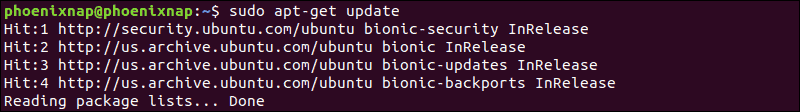 phoenixnap@phoenixnap:~$ sudo apt-get update
Hit:1 http://security.ubuntu.com/ubuntu bionic-security InRelease
Hit:2 http://us.archive.ubuntu.com/ubuntu bionic InRelease
Hit:3 http://us.archive.ubuntu.com/ubuntu bionic-updates InRelease
Hit:4 http://us.archive.ubuntu.com/ubuntu bionic-backports InRelease
Reading package lists... Done